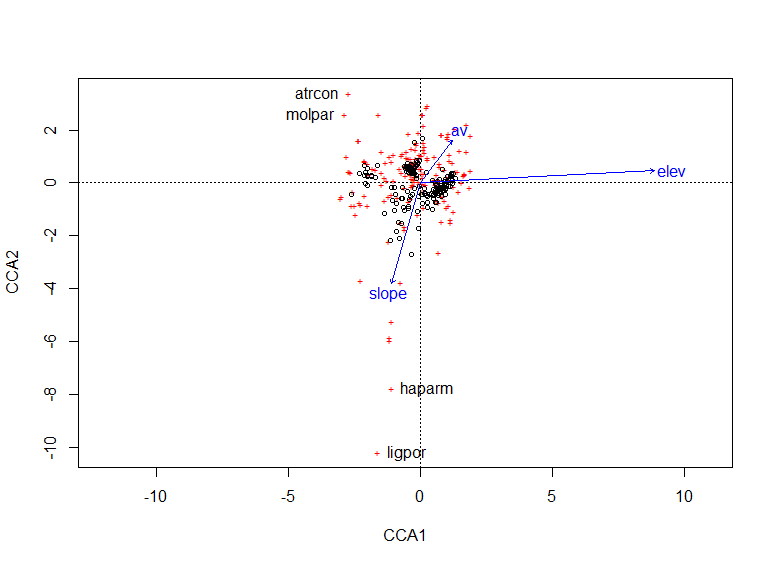 atrcon
molpar
av
elev
slope
haparm
ligpor
2
0
-2
-4
-6
-8
-10
CCA2
-10
-5
0
5
10
CCA1